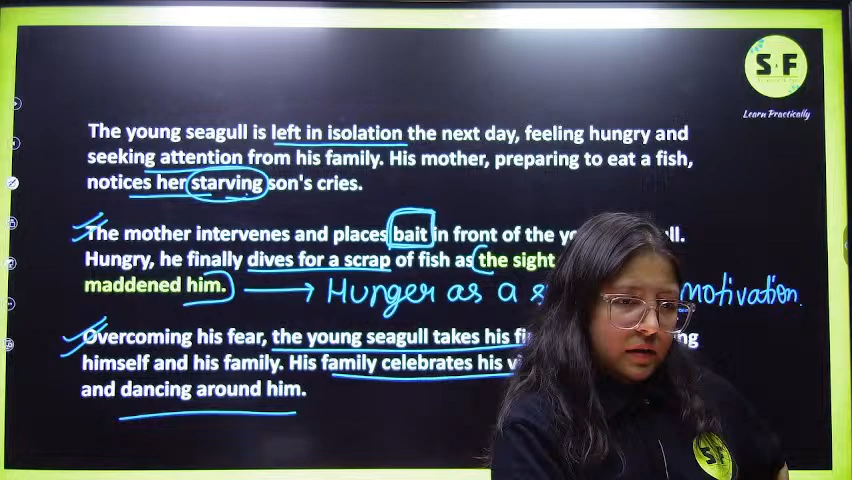 S F
Learn Practically
The young seagull is left in isolation the next day, feeling hungry and
seeking attention from his family. His mother, preparing to eat a fish,
notices her starving son's cries.
The mother intervenes and places bait in front of the
Hungry, he finally dives for a scrap of fish as the sight
maddened him. → Hunger as a motivation.
Overcoming his fear, the young seagull takes his
himself and his family. His family celebrates his
and dancing around him.
SF